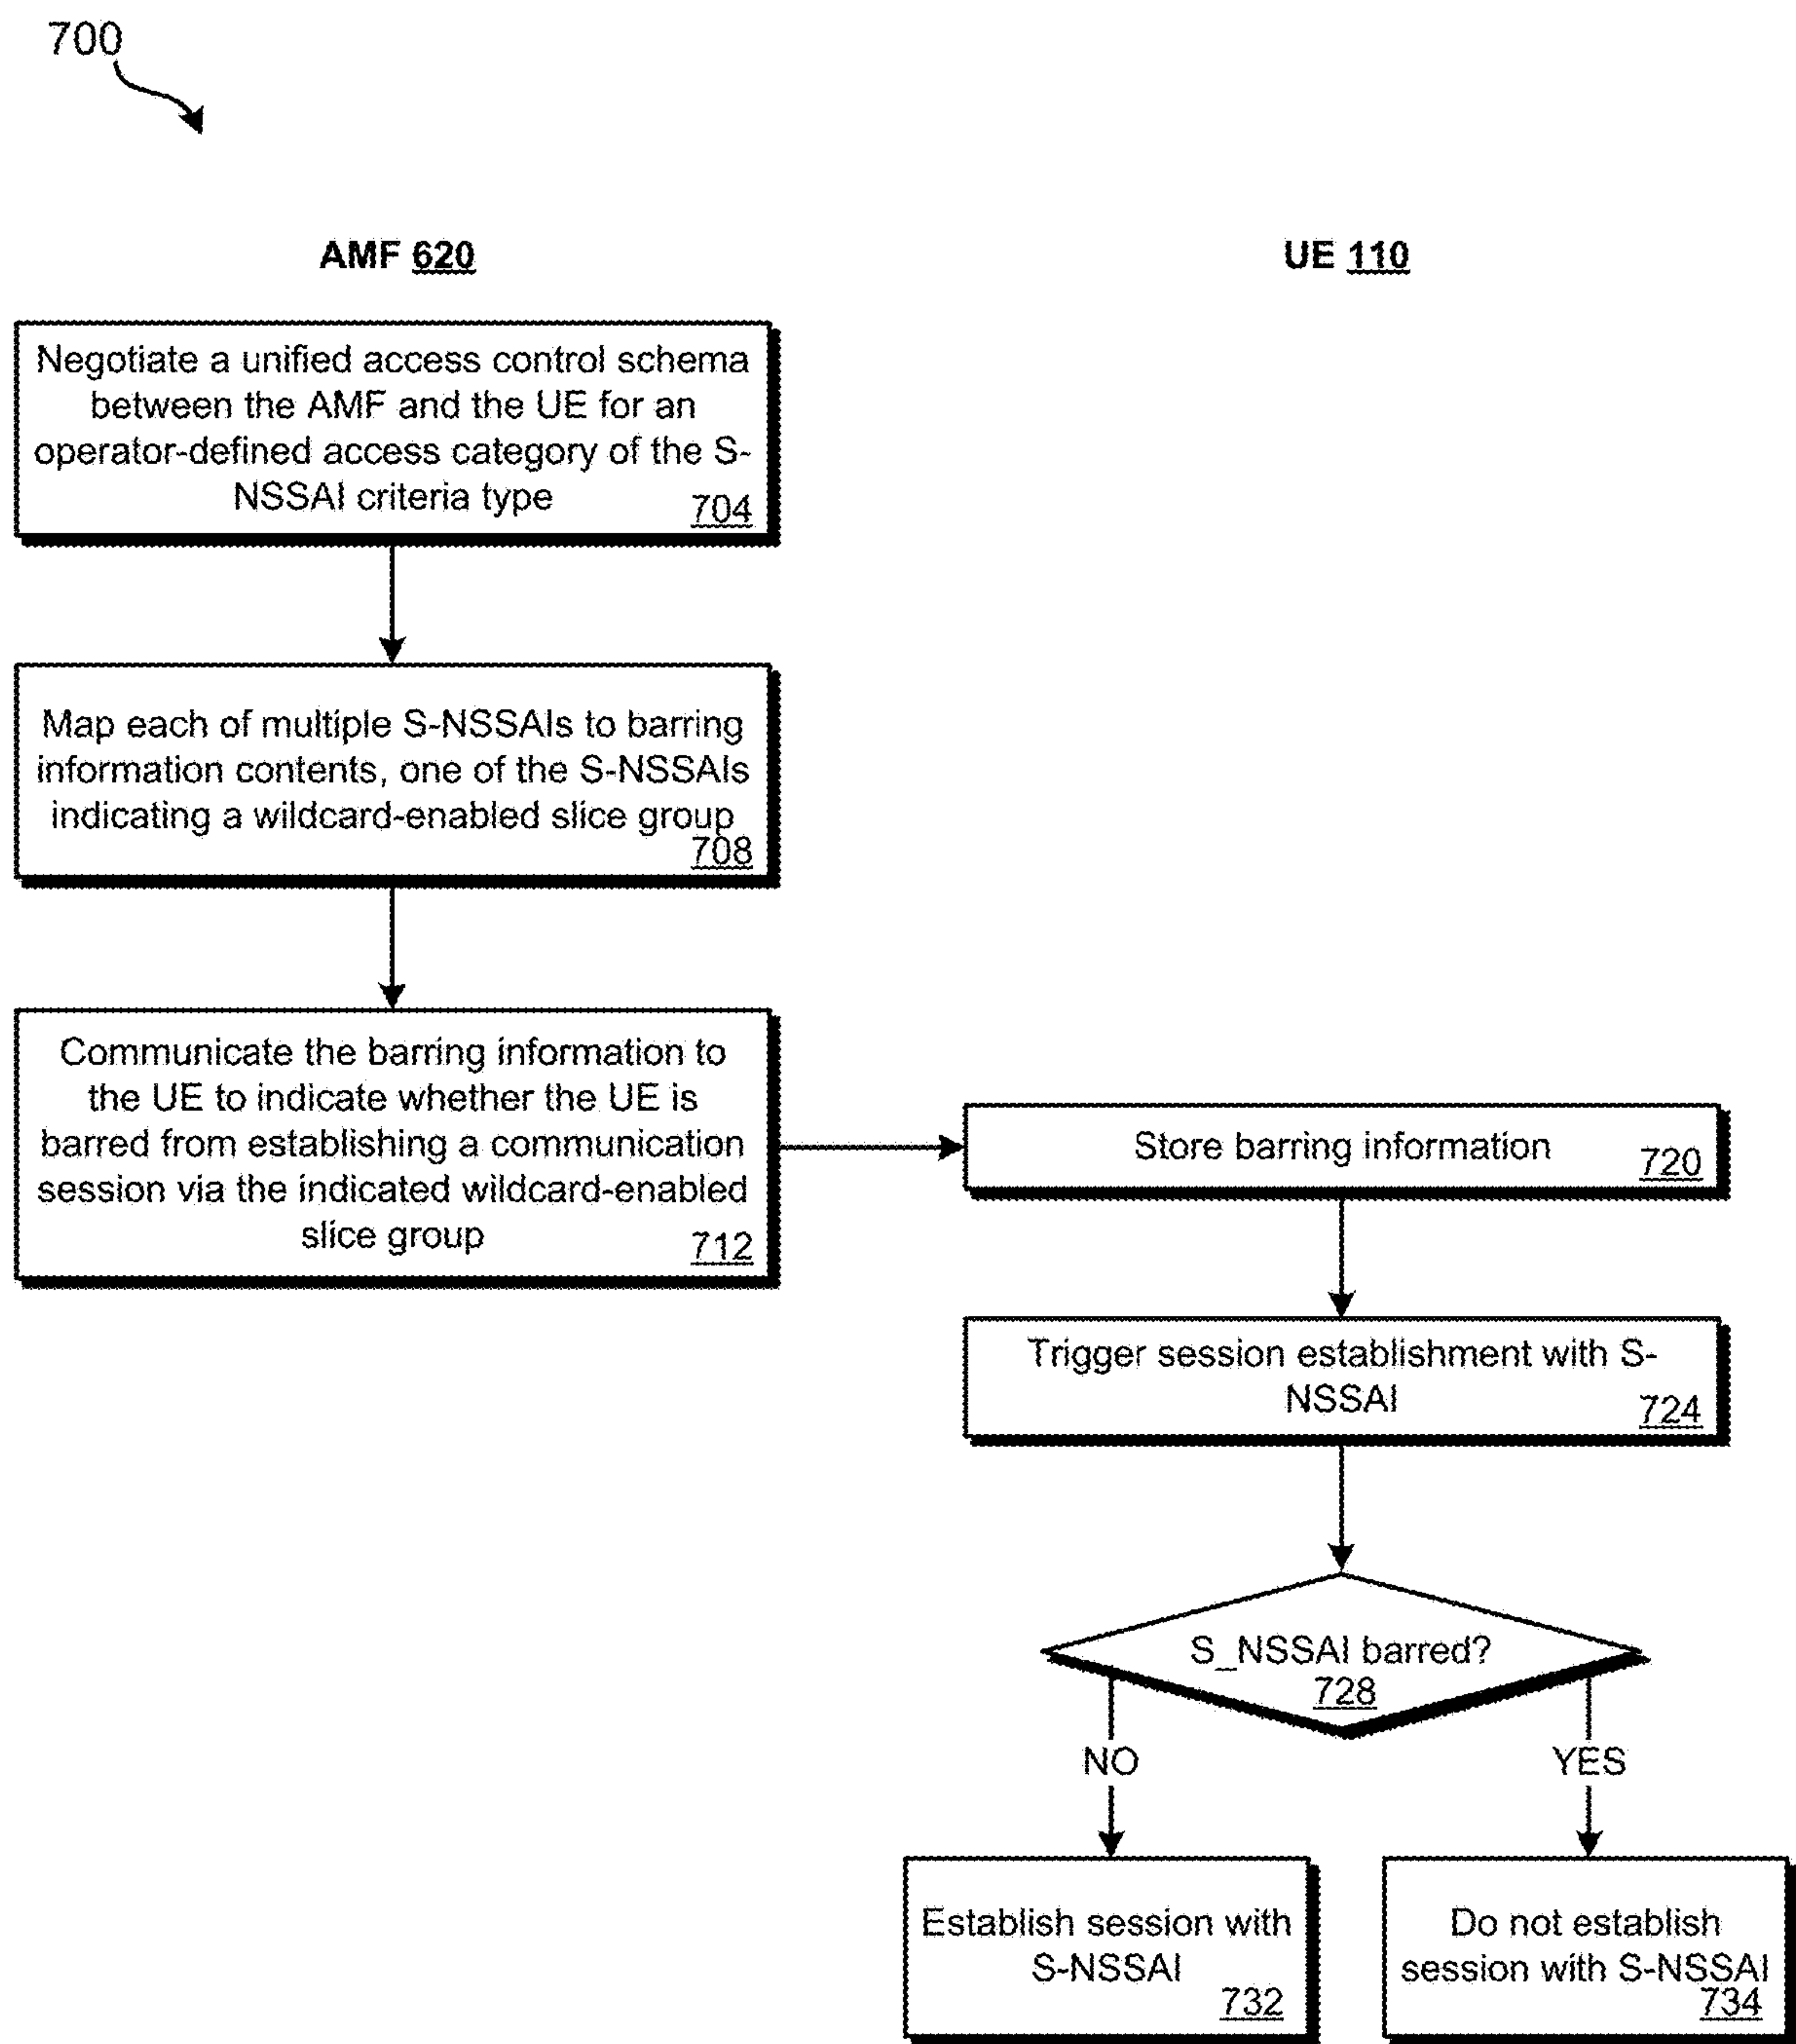 700
AMF 620
UE 110
Negotiate a unified access control schema
between the AMF and the UE for an
operator-defined access category of the S-
NSSAI criteria type
704
Map each of multiple S-NSSAIs to barring
information contents, one of the S-NSSAIs
indicating a wildcard-enabled slice group
708
Communicate the barring information to
the UE to indicate whether the UE is
barred from establishing a communication
session via the indicated wildcard-enabled
slice group
712
Store barring information
720
Trigger session establishment with S-
NSSAI
724
S_NSSAI barred?
728
NO
YES
Establish session with
S-NSSAI
732
Do not establish
session with S-NSSAI
734